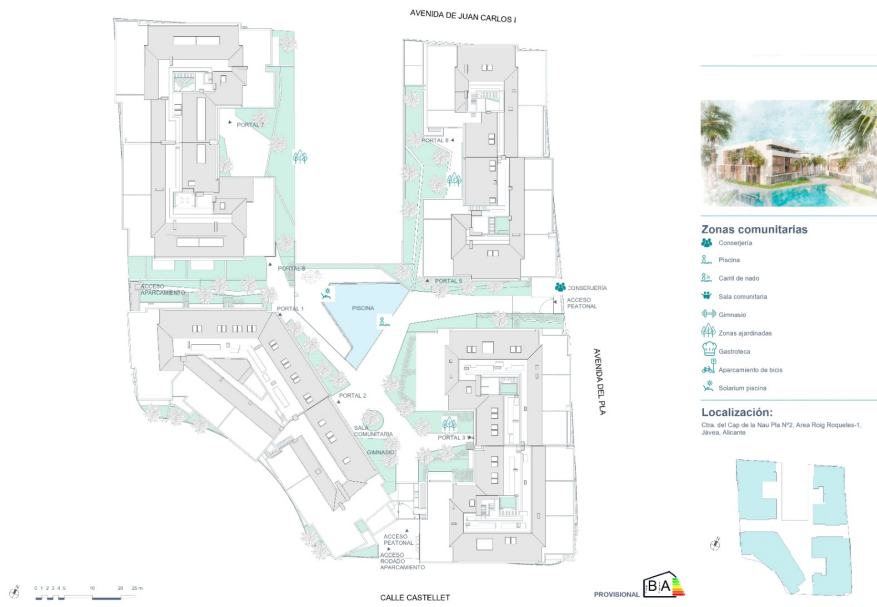 AVENIDA DE JUAN CARLOS I
PORTAL 7
PORTAL 6
PORTAL 8
PORTAL 5
ACCESO
APARCAMIENTO
CONSERJERÍA
ACCESO
PEATONAL
PORTAL 1
PISCINA
AVENIDA DEL PLA
PORTAL 2
SALA
COMUNITARIA
PORTAL 3
GIMNASIO
ACCESO
PEATONAL
ACCESO
RODADO
APARCAMIENTO
CALLE CASTELLET
0 1 2 3 4 5 10 20 25 m
PROVISIONAL
B A
Zonas comunitarias
Conserjería
Piscina
Carril de nado
Sala comunitaria
Gimnasio
Zonas ajardinadas
Gastroteca
Aparcamiento de bicis
Solarium piscina
Localización:
Ctra. del Cap de la Nau Pla Nº2, Area Roig Roqueles-1,
Jávea, Alicante